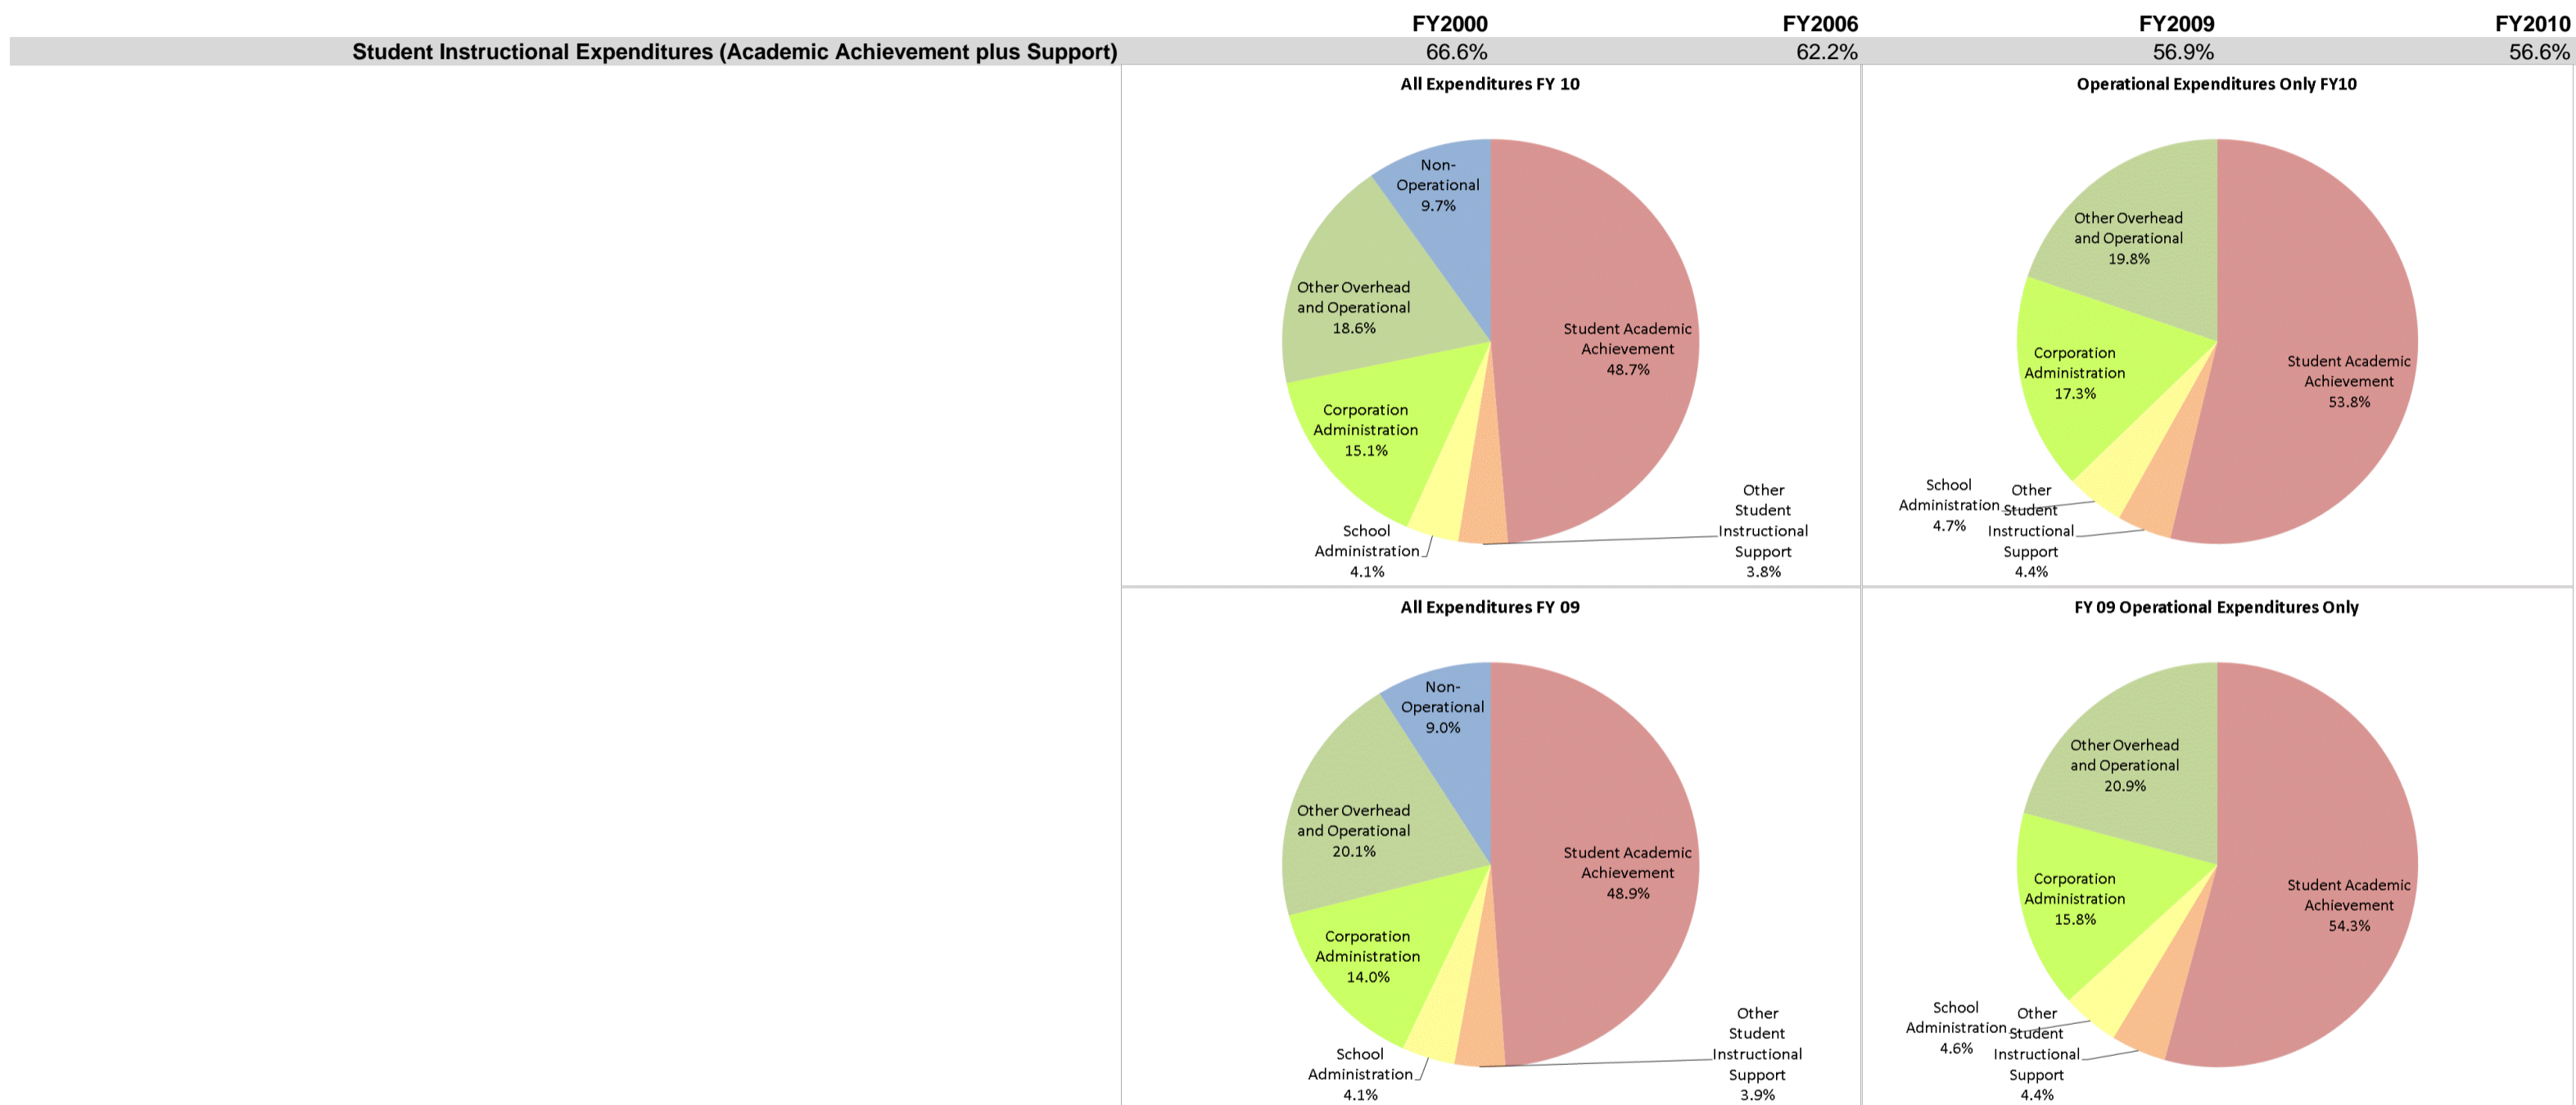 FY2000 FY2006 FY2009 FY2010
Student Instructional Expenditures (Academic Achievement plus Support) 66.6% 62.2% 56.9% 56.6%
All Expenditures FY 10
Non-
Operational
9.7%
Other Overhead
and Operational
18.6%
Student Academic
Achievement
48.7%
Corporation
Administration
15.1%
School
Administration
4.1%
Other
Student
Instructional
Support
3.8%
Operational Expenditures Only FY10
Other Overhead
and Operational
19.8%
Corporation
Administration
17.3%
Student Academic
Achievement
53.8%
School
Administration
4.7%
Other
Student
Instructional
Support
4.4%
All Expenditures FY 09
Non-
Operational
9.0%
Other Overhead
and Operational
20.1%
Student Academic
Achievement
48.9%
Corporation
Administration
14.0%
School
Administration
4.1%
Other
Student
Instructional
Support
3.9%
FY 09 Operational Expenditures Only
Other Overhead
and Operational
20.9%
Corporation
Administration
15.8%
Student Academic
Achievement
54.3%
School
Administration
4.6%
Other
Student
Instructional
Support
4.4%